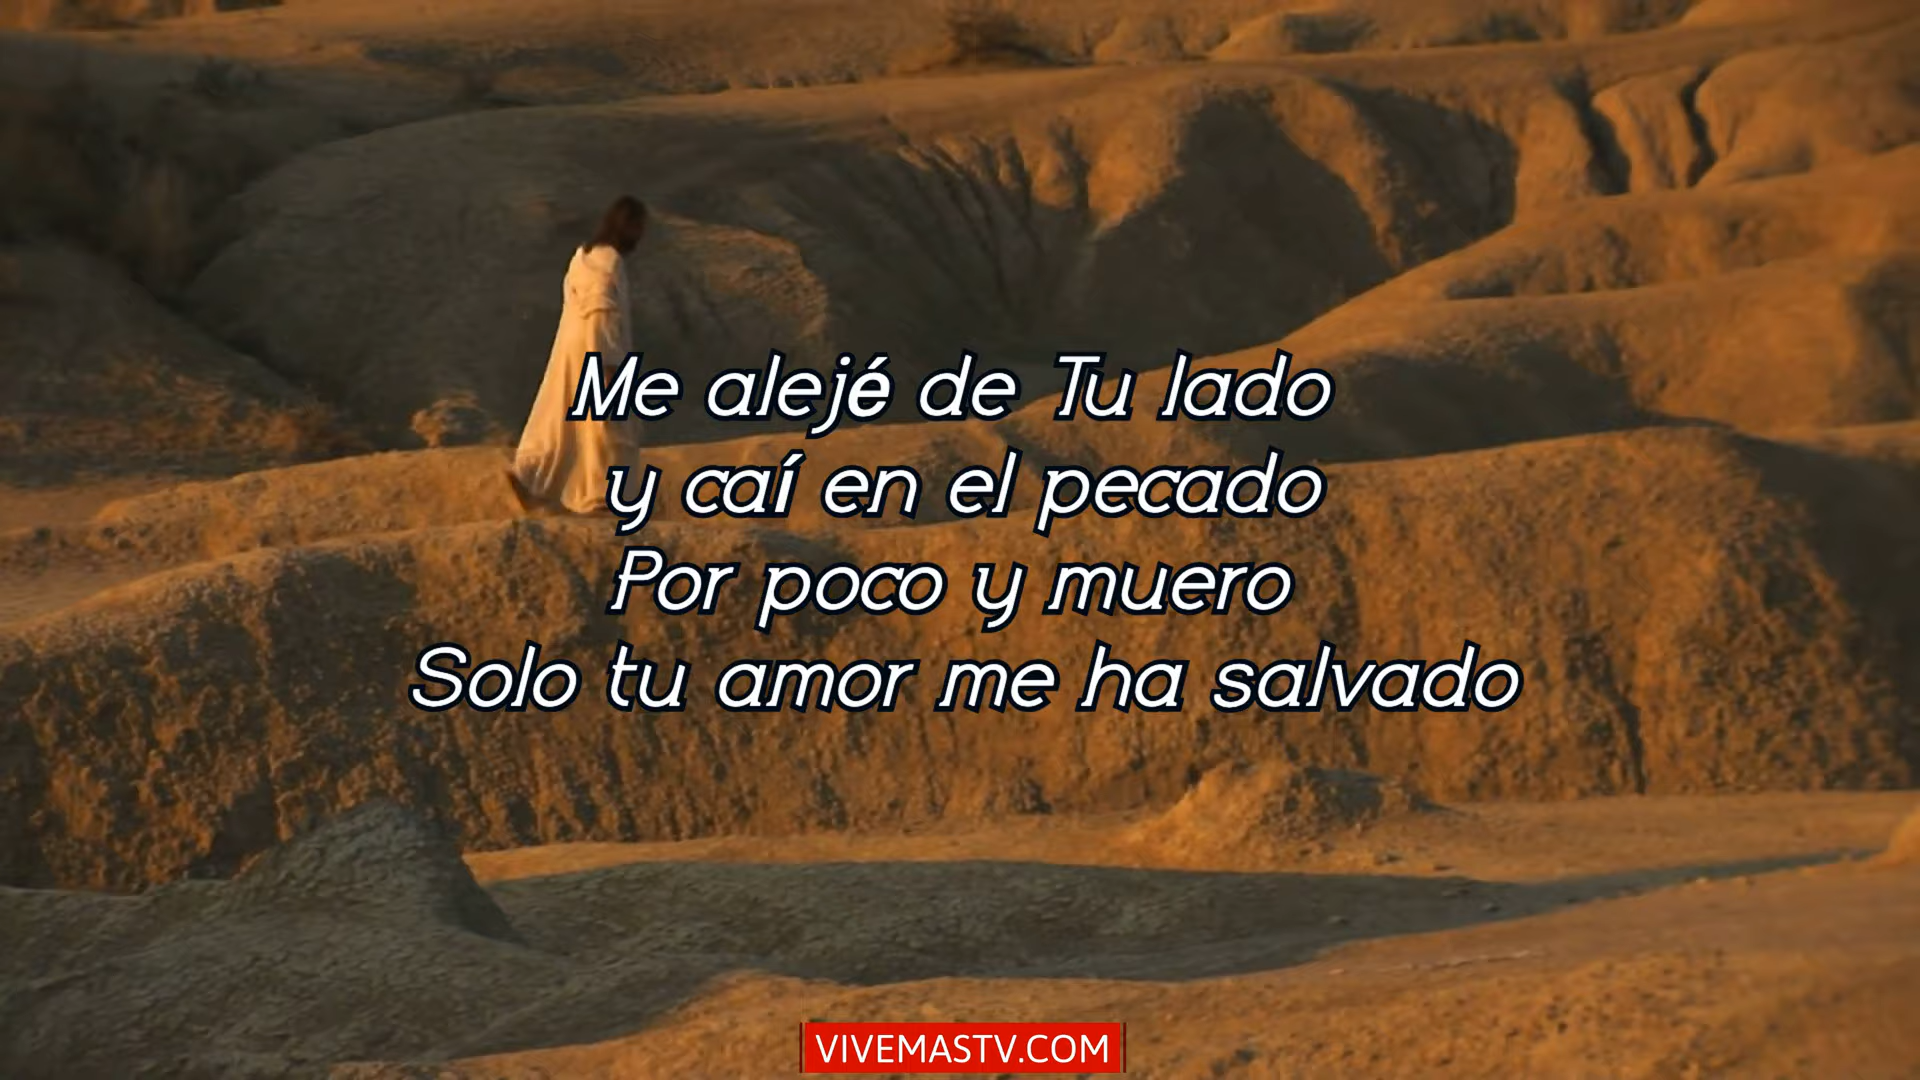 Me alejé de Tu lado
y caí en el pecado
Por poco y muero
Solo tu amor me ha salvado
VIVEMASTV.COM